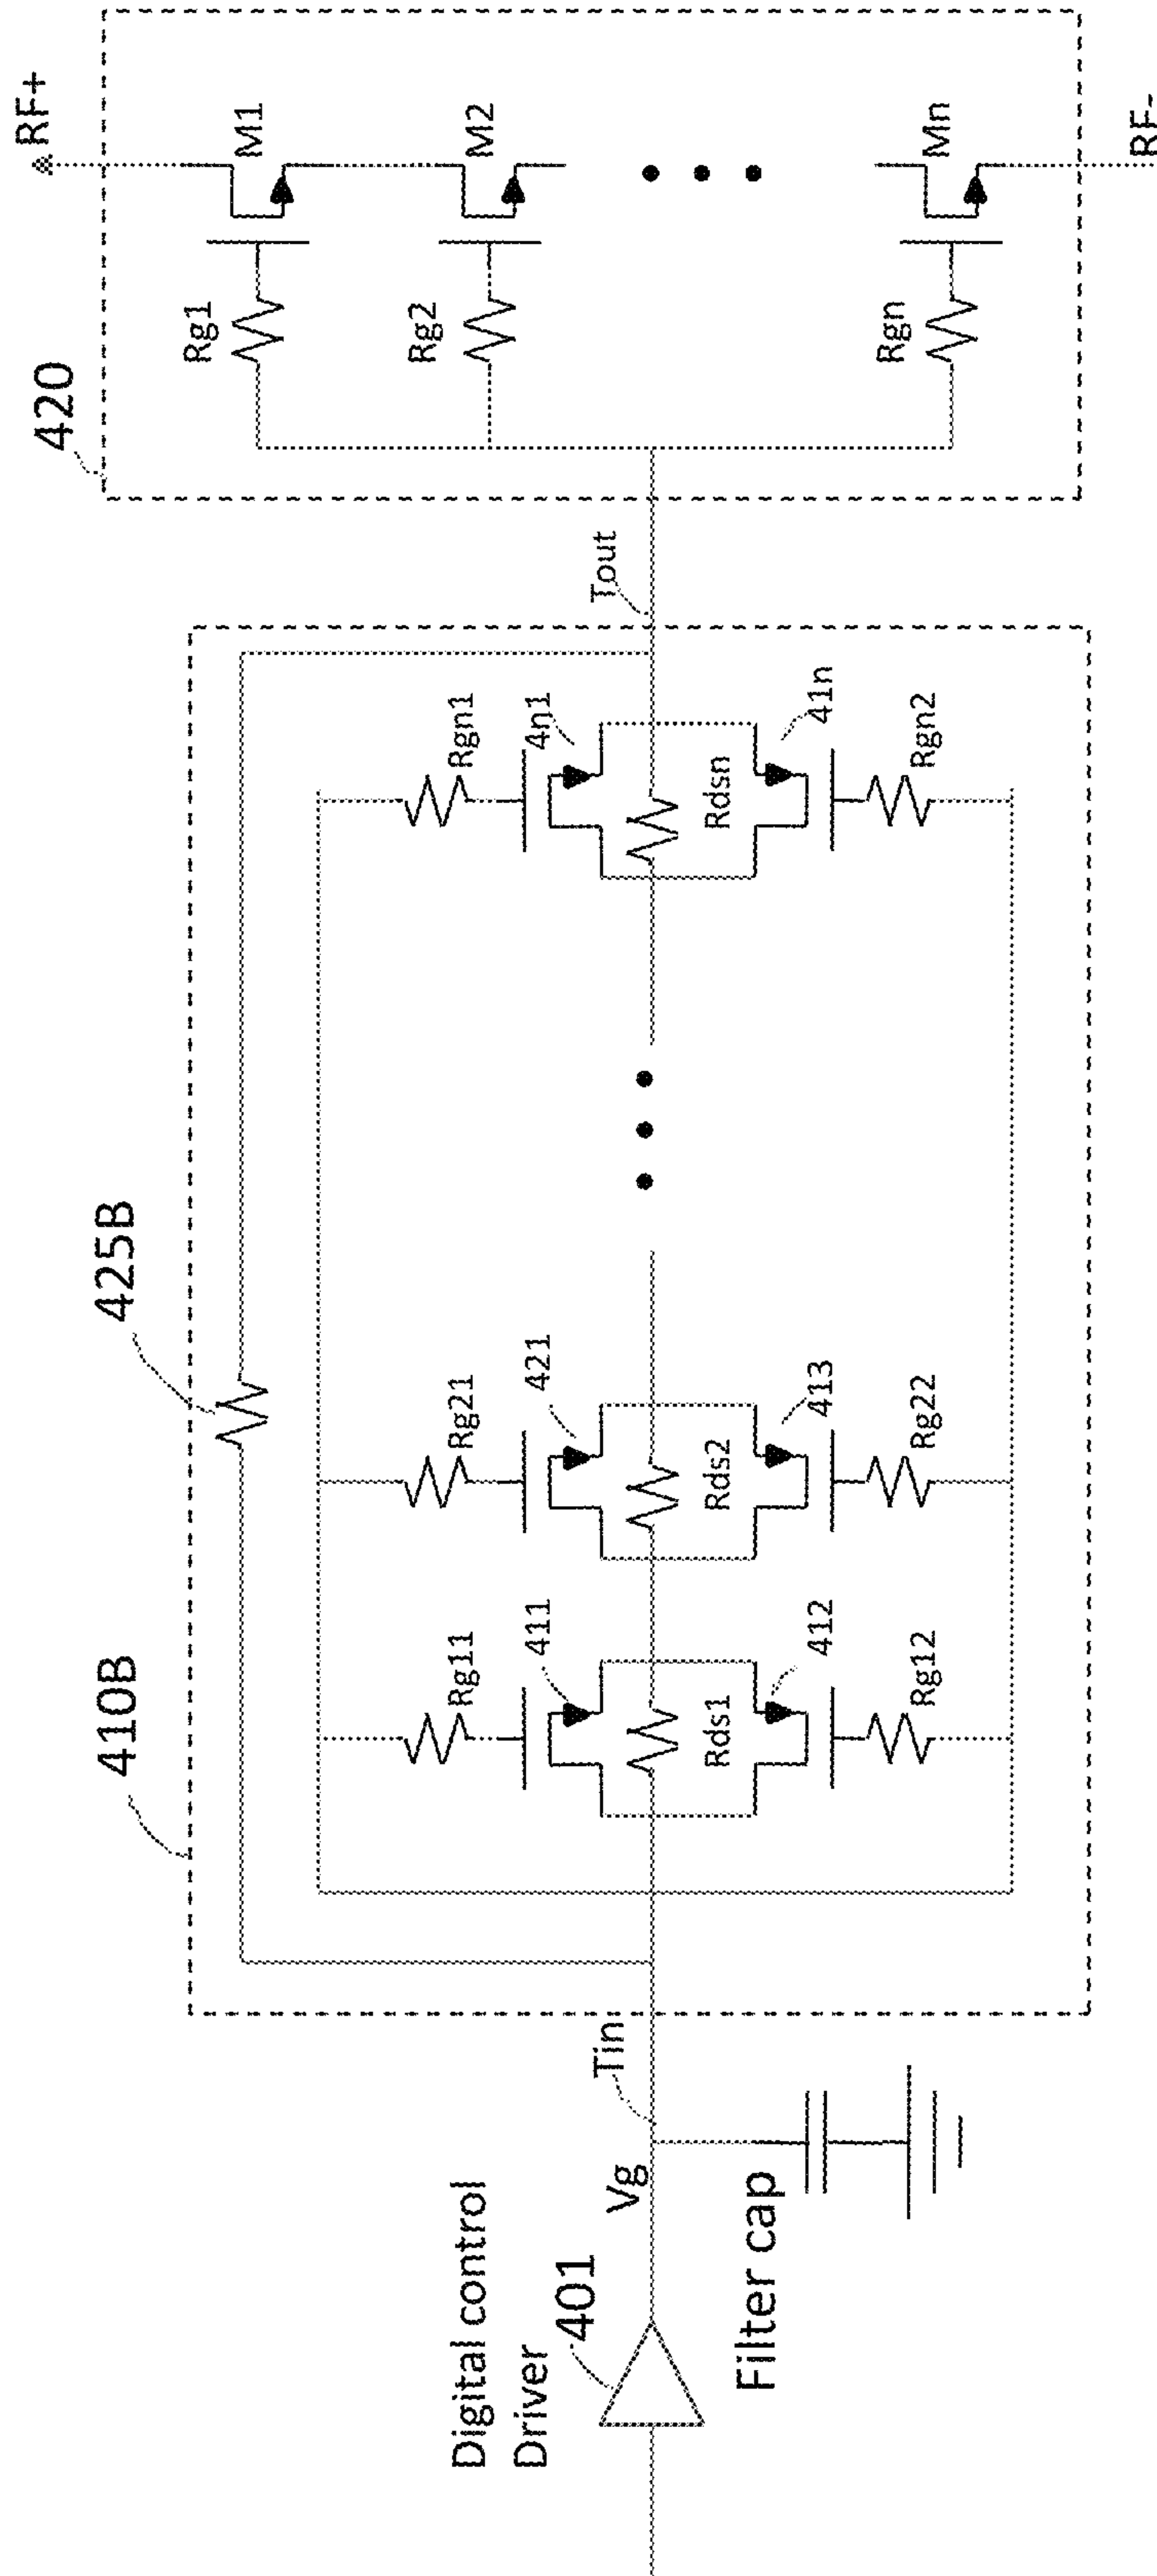 Digital control
Driver
401
Vg
Filter cap
Tin
410B
425B
Rg11
411
Rds1
412
Rg12
Rg21
421
Rds2
413
Rg22
Rgn1
4n1
Rdsn
41n
Rgn2
Tout
420
Rg1
M1
Rg2
M2
Rgn
Mn
RF+
RF-